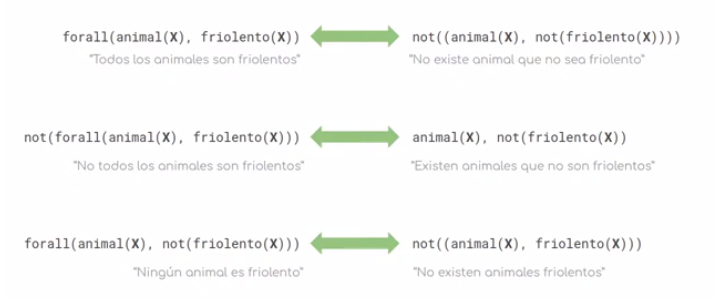 forall(animal(X), friolento(X)) not((animal(X), not(friolento(X))))
"Todos los animales son friolentos" "No existe animal que no sea friolento"
not(forall(animal(X), friolento(X))) animal(X), not(friolento(X))
"No todos los animales son friolentos" "Existen animales que no son friolentos"
forall(animal(X), not(friolento(X))) not((animal(X), friolento(X)))
"Ningún animal es friolento" "No existen animales friolentos"